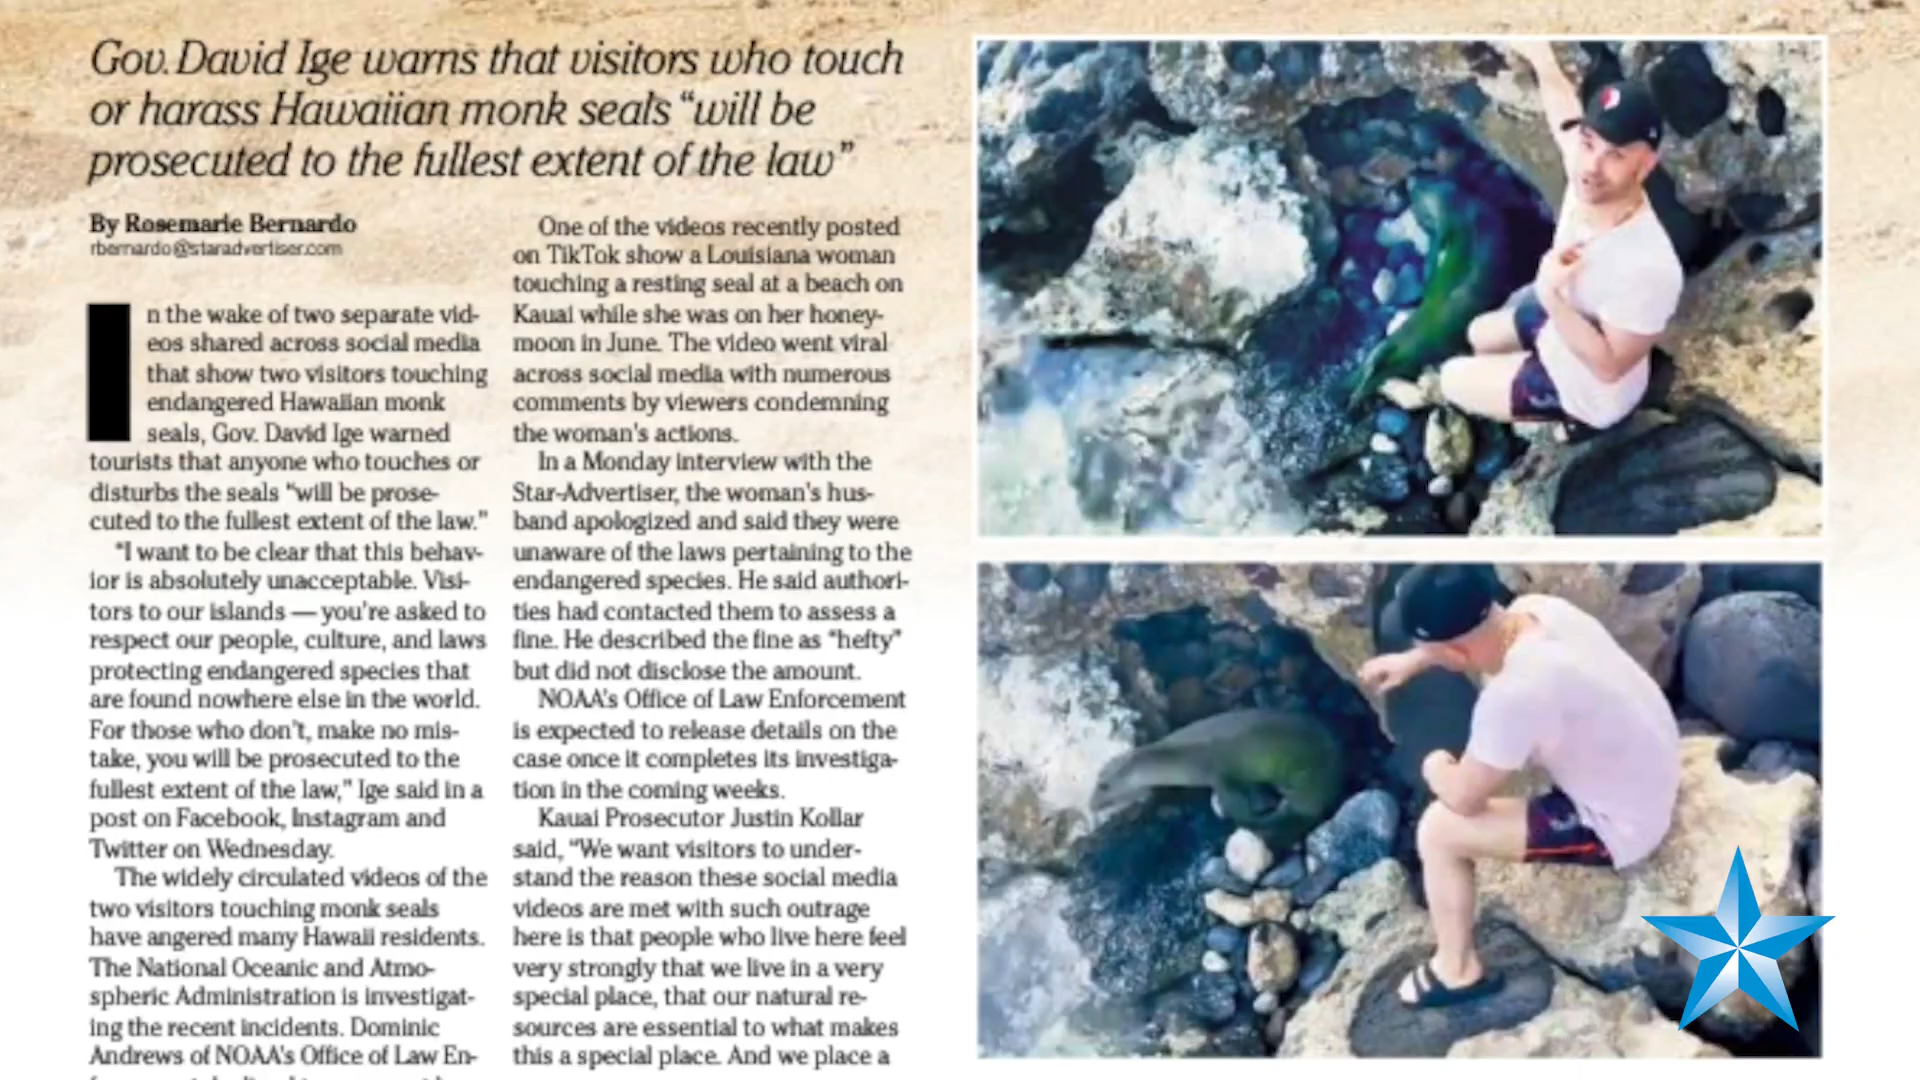 Gov. David Ige warns that visitors who touch
or harass Hawaiian monk seals “will be
prosecuted to the fullest extent of the law”
By Rosemarie Bernardo
rbernardo@staradvertiser.com
In the wake of two separate vid-
eos shared across social media
that show two visitors touching
endangered Hawaiian monk
seals, Gov. David Ige warned
tourists that anyone who touches or
disturbs the seals “will be prose-
cuted to the fullest extent of the law.”
“I want to be clear that this behav-
ior is absolutely unacceptable. Visi-
tors to our islands — you’re asked to
respect our people, culture, and laws
protecting endangered species that
are found nowhere else in the world.
For those who don’t, make no mis-
take, you will be prosecuted to the
fullest extent of the law,” Ige said in a
post on Facebook, Instagram and
Twitter on Wednesday.
The widely circulated videos of the
two visitors touching monk seals
have angered many Hawaii residents.
The National Oceanic and Atmo-
spheric Administration is investigat-
ing the recent incidents. Dominic
Andrews of NOAA’s Office of Law En-
One of the videos recently posted
on TikTok show a Louisiana woman
touching a resting seal at a beach on
Kauai while she was on her honey-
moon in June. The video went viral
across social media with numerous
comments by viewers condemning
the woman’s actions.
In a Monday interview with the
Star-Advertiser, the woman’s hus-
band apologized and said they were
unaware of the laws pertaining to the
endangered species. He said authori-
ties had contacted them to assess a
fine. He described the fine as “hefty”
but did not disclose the amount.
NOAA’s Office of Law Enforcement
is expected to release details on the
case once it completes its investiga-
tion in the coming weeks.
Kauai Prosecutor Justin Kollar
said, “We want visitors to under-
stand the reason these social media
videos are met with such outrage
here is that people who live here feel
very strongly that we live in a very
special place, that our natural re-
sources are essential to what makes
this a special place. And we place a